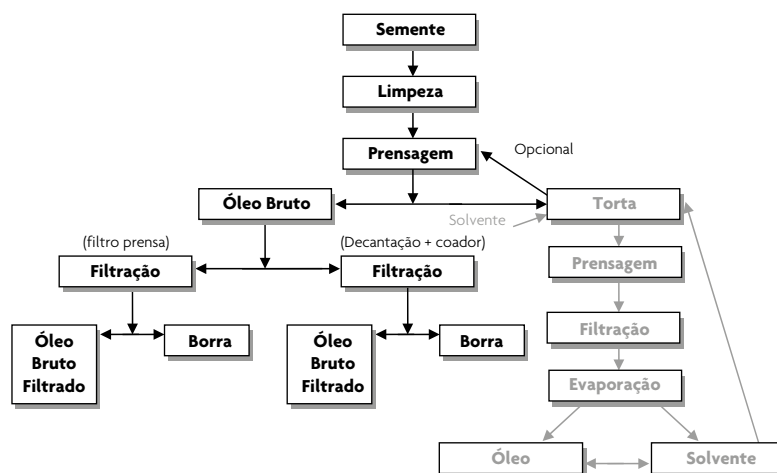 Semente
Limpeza
Prensagem
Opcional
Óleo Bruto
Solvente
Torta
(filtro prensa)
(Decantação + coador)
Filtração
Filtração
Prensagem
Óleo
Bruto
Filtrado
Borra
Óleo
Bruto
Filtrado
Borra
Filtração
Evaporação
Óleo
Solvente